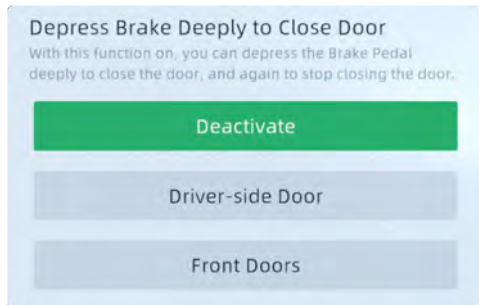 Depress Brake Deeply to Close Door
With this function on, you can depress the Brake Pedal
deeply to close the door, and again to stop closing the door.
Deactivate
Driver-side Door
Front Doors